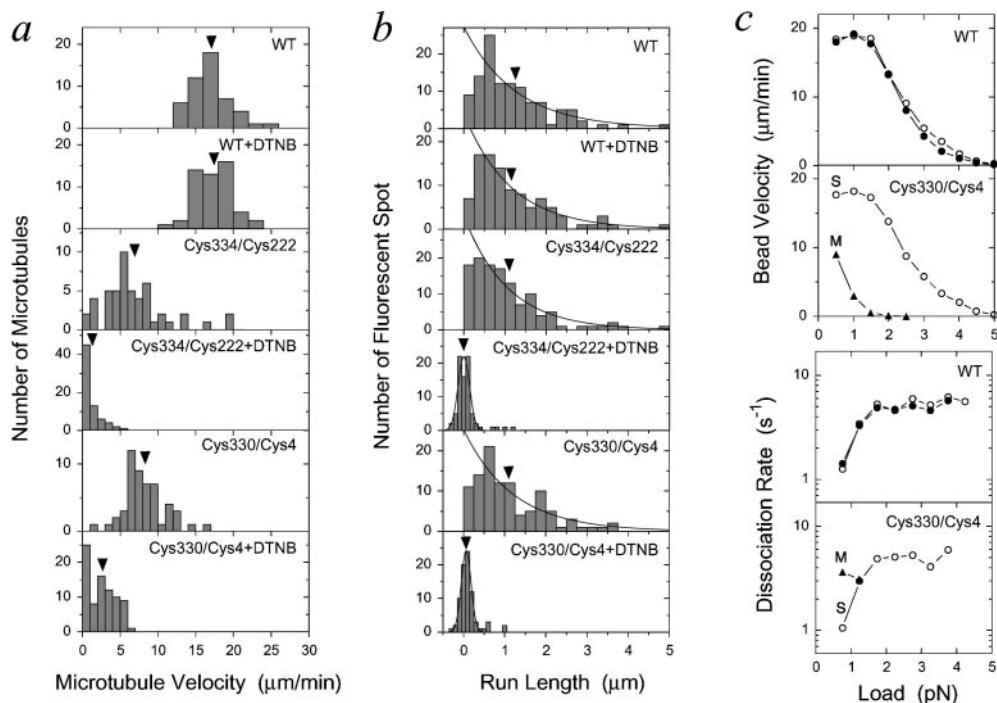 a
20
10
0
WT
20
10
0
WT+DTNB
10
5
0
Cys334/Cys222
40
20
0
Cys334/Cys222+DTNB
10
0
Cys330/Cys4
20
10
0
Cys330/Cys4+DTNB
0 5 10 15 20 25 30
Number of Microtubules
Microtubule Velocity (μm/min)
b
20
10
0
WT
20
10
0
WT+DTNB
20
10
0
Cys334/Cys222
20
10
0
Cys334/Cys222+DTNB
20
10
0
Cys330/Cys4
20
10
0
Cys330/Cys4+DTNB
0 1 2 3 4 5
Number of Fluorescent Spot
Run Length (μm)
c
20
10
0
WT
20
10
0
Cys330/Cys4
S
M
Bead Velocity (μm/min)
0 1 2 3 4 5
10
1
WT
10
1
Cys330/Cys4
M
S
Dissociation Rate (s-1)
0 1 2 3 4 5
Load (pN)